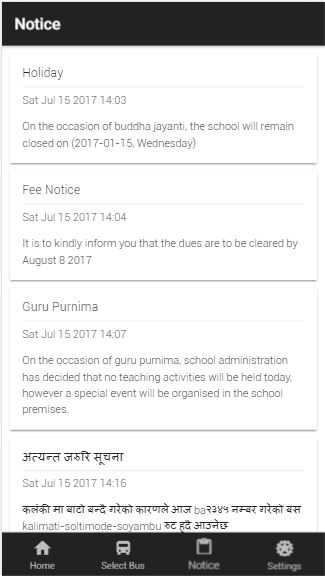 Notice
Holiday
Sat Jul 15 2017 14:03
On the occasion of buddha jayanti, the school will remain
closed on (2017-01-15, Wednesday)
Fee Notice
Sat Jul 15 2017 14:04
It is to kindly inform you that the dues are to be cleared by
August 8 2017
Guru Purnima
Sat Jul 15 2017 14:07
On the occasion of guru purnima, school administration
has decided that no teaching activities will be held today,
however a special event will be organised in the school
premises.
अत्यन्त जरुरि सूचना
Sat Jul 15 2017 14:16
कलंकी मा बाटो बन्दै गरेको कारणले आज ba२३४५ नम्बर गरेको बस
kalimati-soltimode-soyambu रुट हुदै आउनेछ
Home
Select Bus
Notice
Settings